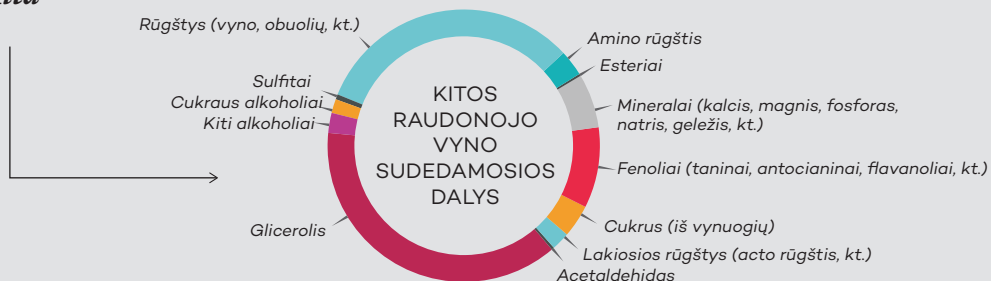 Rūgštys (vyno, obuolių, kt.)
Sulfitai
Cukraus alkoholiai
Kiti alkoholiai
Glicerolis
KITOS
RAUDONOJO
VYNO
SUDEDAMOSIOS
DALYS
Amino rūgštis
Esteriai
Mineralai (kalcis, magnis, fosforas,
natris, geležis, kt.)
Fenoliai (taninai, antocianinai, flavanoliai, kt.)
Cukrus (iš vynuogių)
Lakiosios rūgštys (acto rūgštis, kt.)
Acetaldehidas